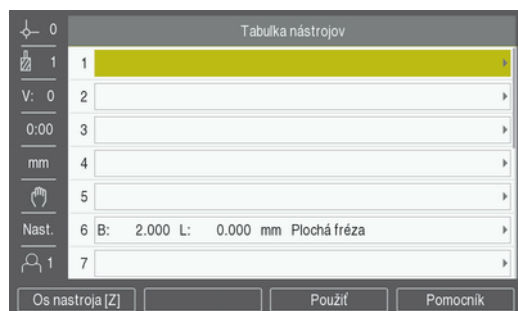 0
Tabuľka nástrojov
1
1
V: 0
2
0:00
3
mm
4
5
Nast.
6 B: 2.000 L: 0.000 mm Plochá fréza
1
7
Os nastroja [Z]
Použiť
Pomocník